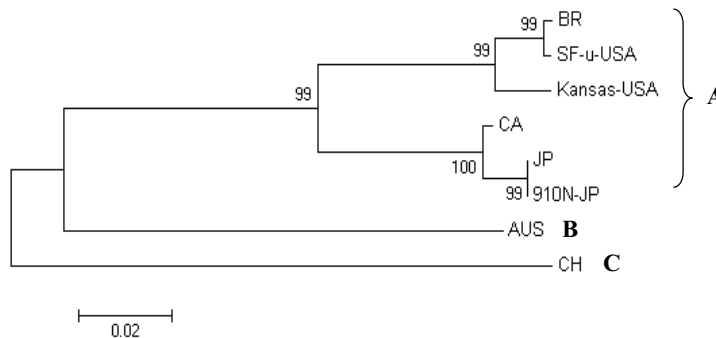 99 BR
99 SF-u-USA
Kansas-USA
A
99
CA
100
JP
99 910N-JP
AUS B
CH C
0.02